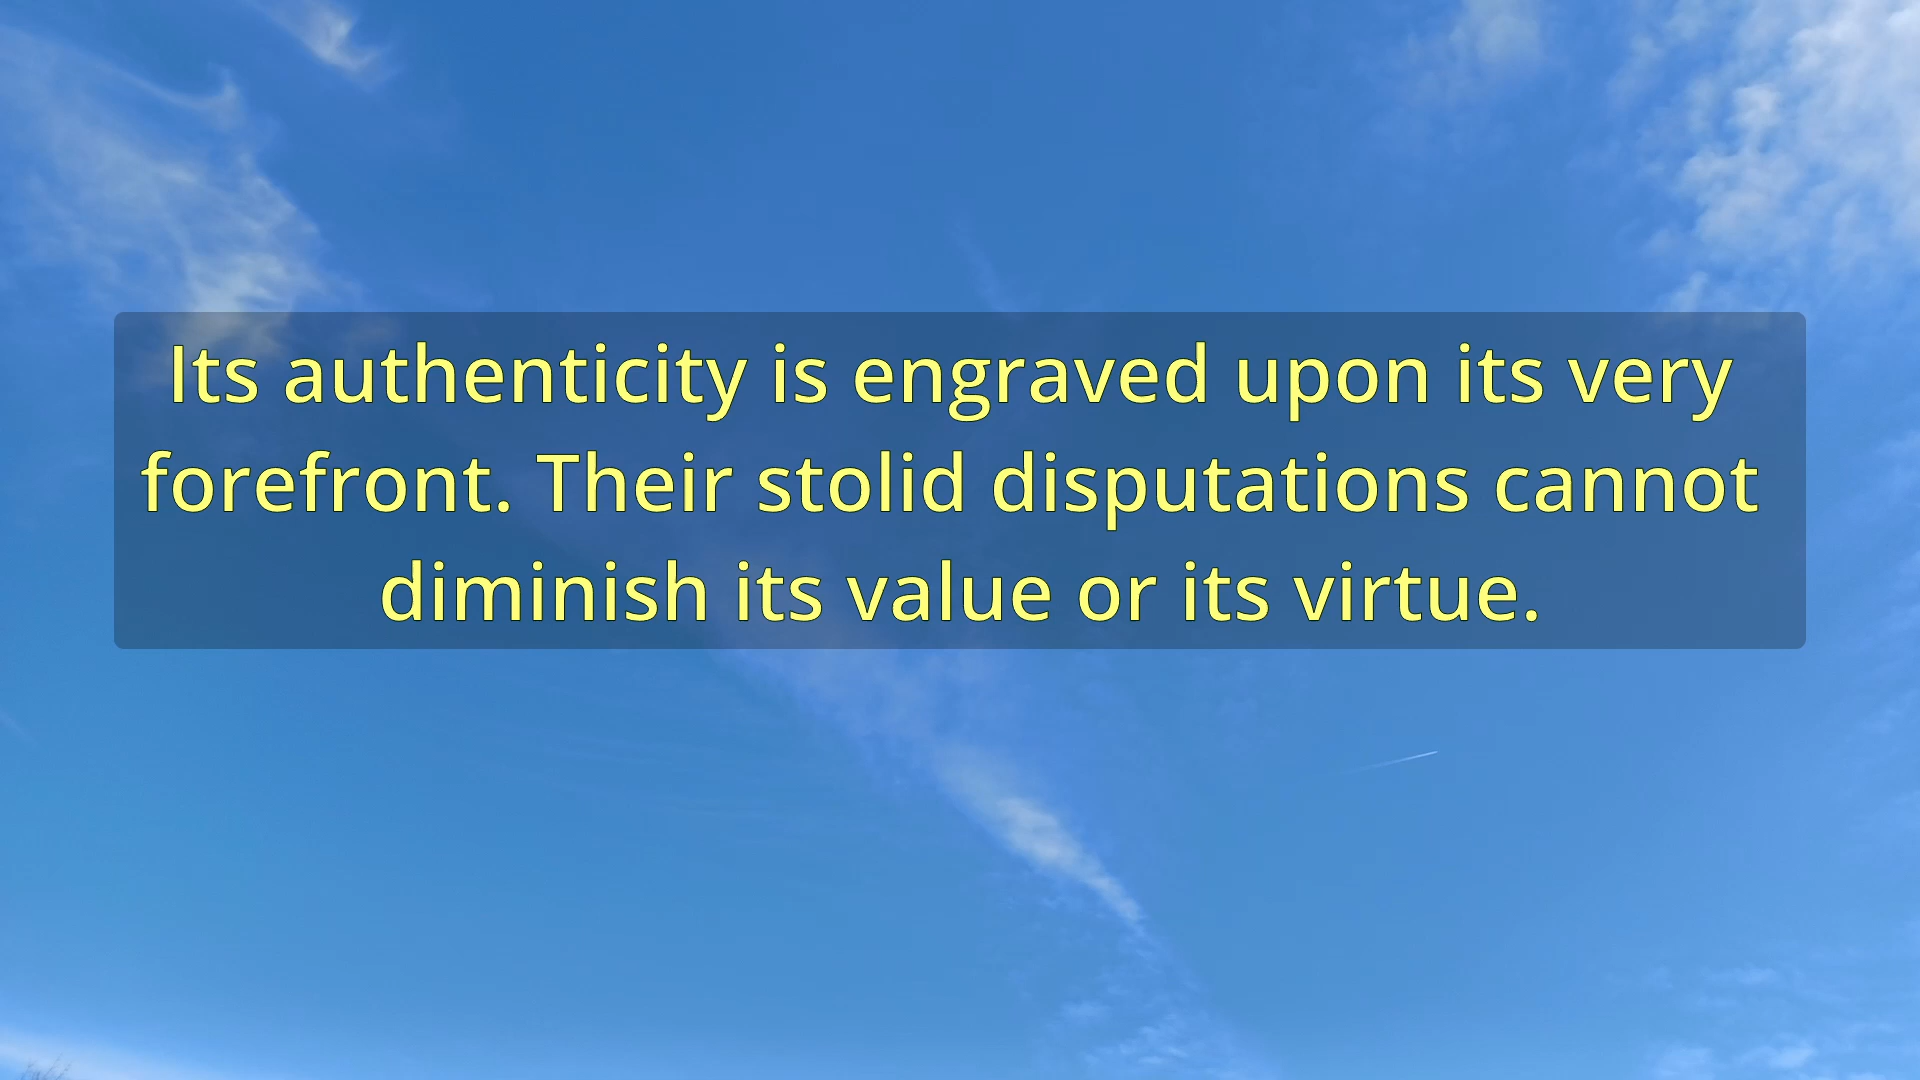 Its authenticity is engraved upon its very
forefront. Their stolid disputations cannot
diminish its value or its virtue.